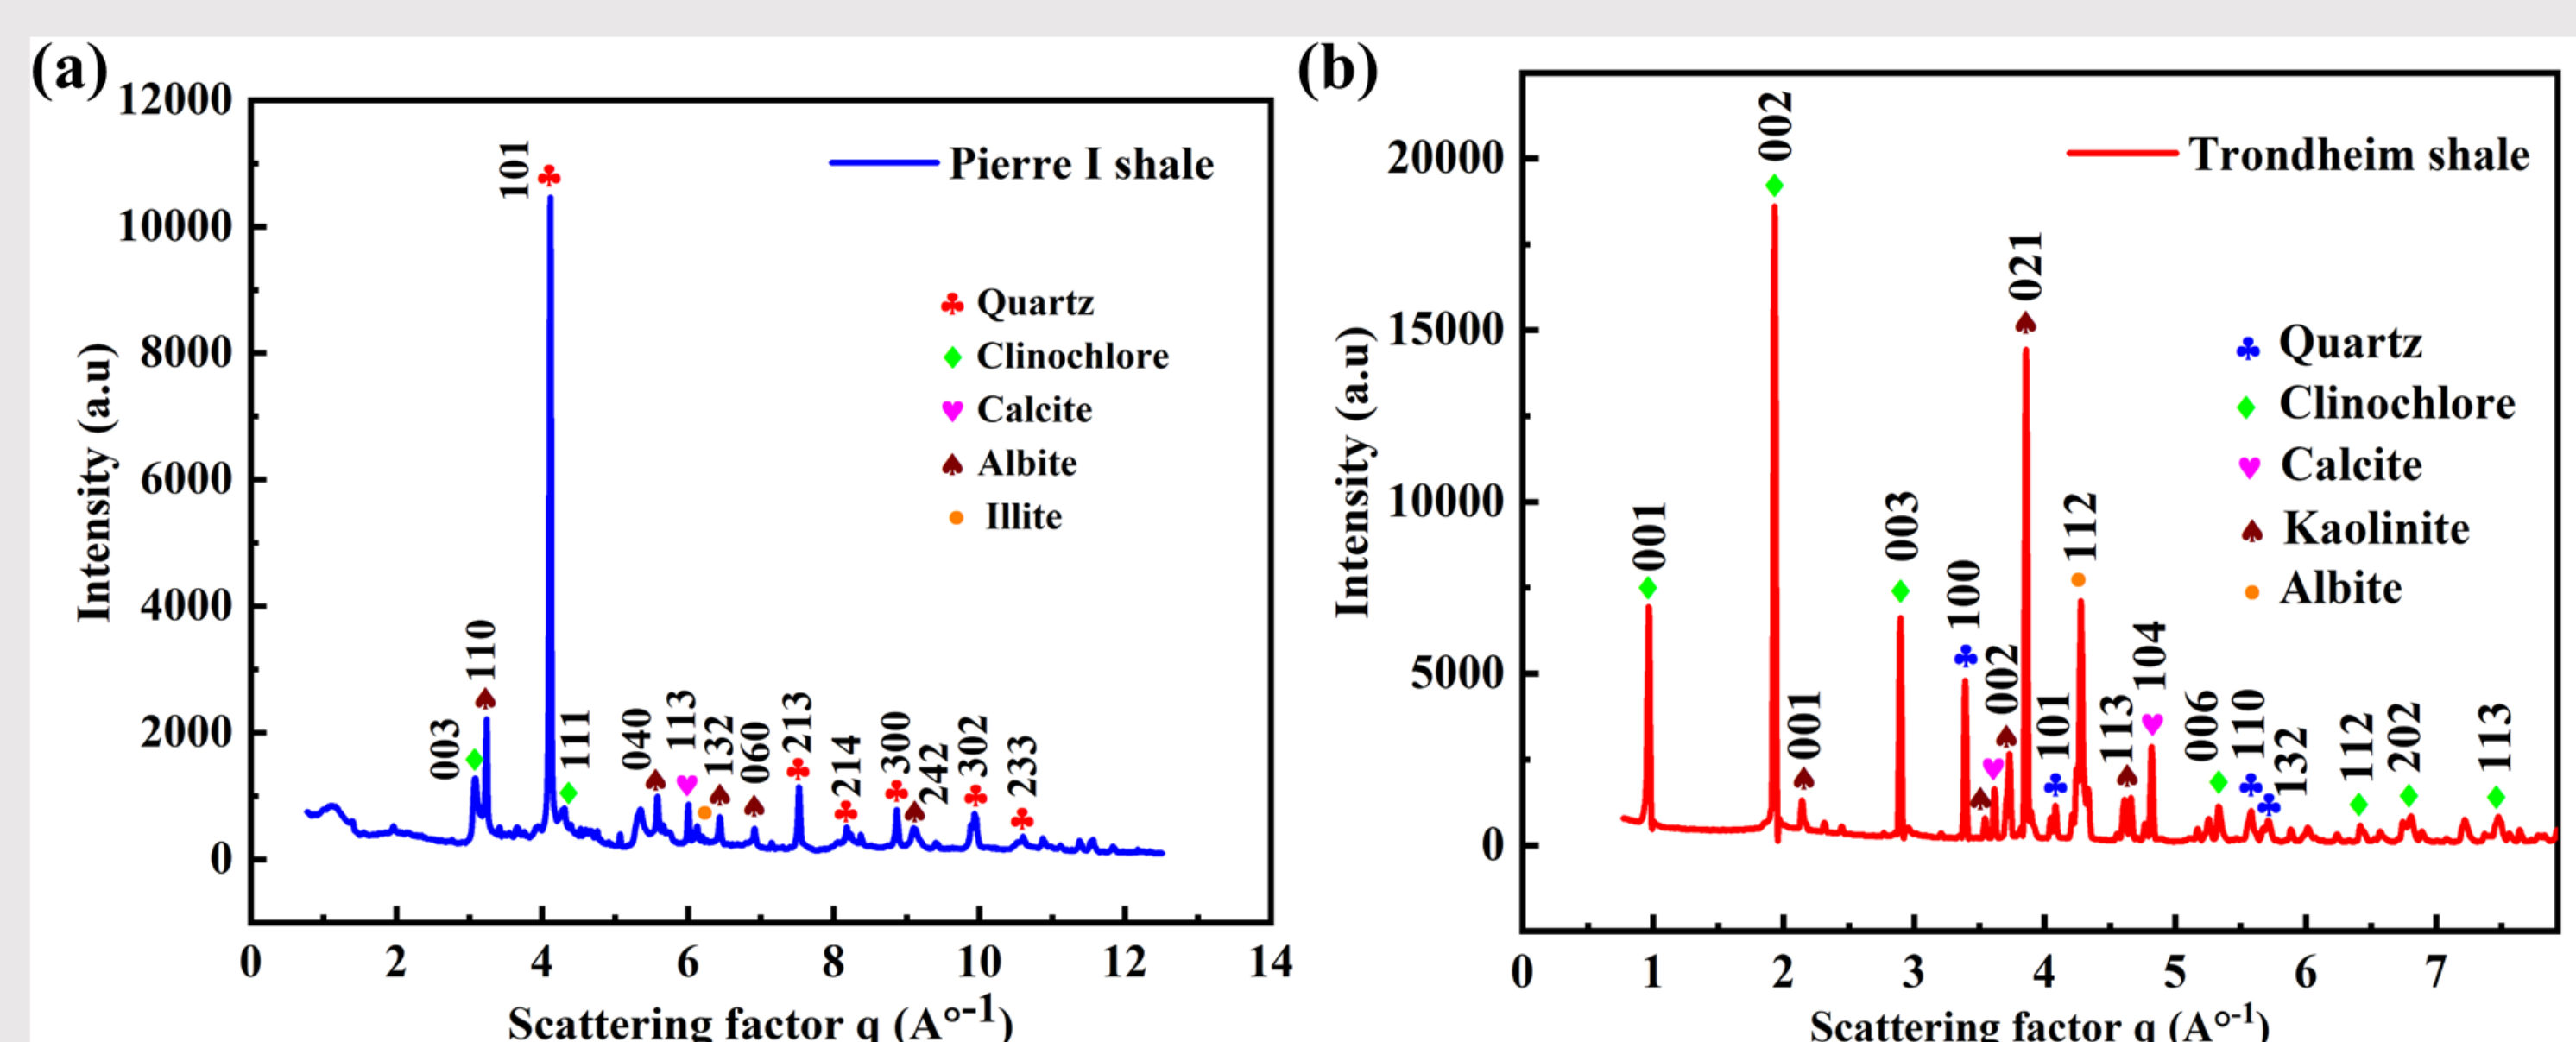 (a)
12000
10000
8000
6000
4000
2000
0
Intensity (a.u)
Pierre I shale
Quartz
Clinochlore
Calcite
Albite
Illite
003
110
101
111
040
113
132
060
213
214
300
242
302
233
0 2 4 6 8 10 12 14
Scattering factor q (A°⁻¹)
(b)
20000
15000
10000
5000
0
Intensity (a.u)
Trondheim shale
Quartz
Clinochlore
Calcite
Kaolinite
Albite
001
002
001
003
100
002
021
101
112
113
104
006
110
132
112
202
113
0 1 2 3 4 5 6 7
Scattering factor q (A°⁻¹)